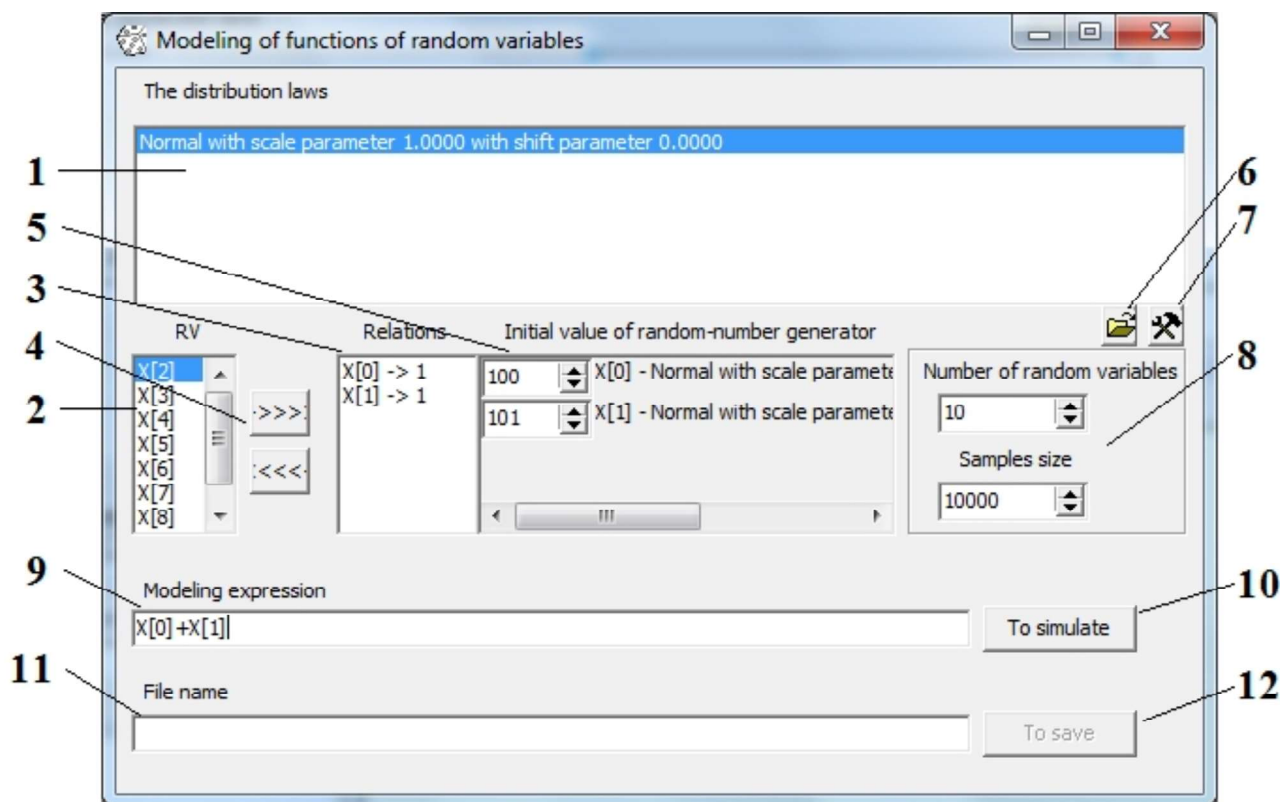 Modeling of functions of random variables
The distribution laws
Normal with scale parameter 1.0000 with shift parameter 0.0000
1
5
3
4
2
6
7
8
RV
Relations
Initial value of random-number generator
X[2]
X[3]
X[4]
X[5]
X[6]
X[7]
X[8]
>>>
<<<
X[0] -> 1
X[1] -> 1
100
X[0] - Normal with scale paramete
101
X[1] - Normal with scale paramete
Number of random variables
10
Samples size
10000
9
Modeling expression
X[0]+X[1]
To simulate
10
11
File name
To save
12